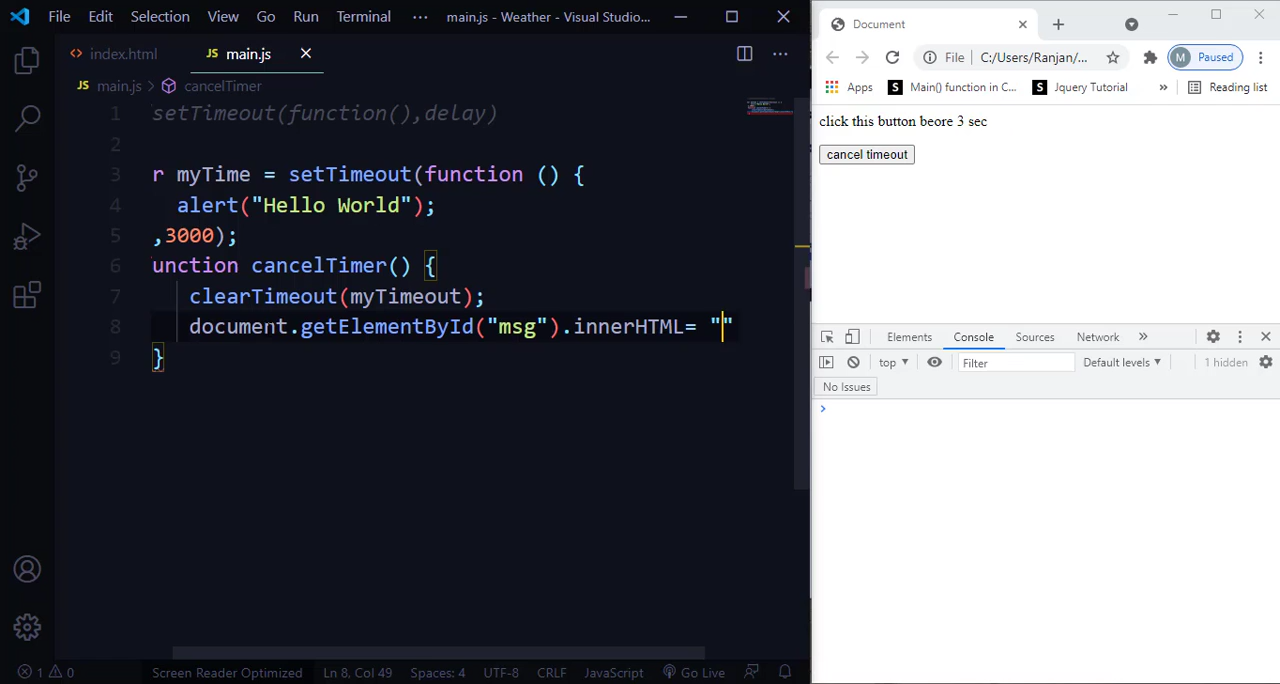 File Edit Selection View Go Run Terminal ··· main.js - Weather - Visual Studio...
index.html JS main.js
JS main.js > cancelTimer
1 setTimeout(function(),delay)
2
3 r myTime = setTimeout(function () {
4 alert("Hello World");
5 ,3000);
6 unction cancelTimer() {
7 clearTimeout(myTimeout);
8 document.getElementById("msg").innerHTML= ""
9 }
1 0 Screen Reader Optimized Ln 8, Col 49 Spaces: 4 UTF-8 CRLF JavaScript Go Live
Document
File C:/Users/Ranjan/... M Paused
Apps S Main() function in C... S Jquery Tutorial » Reading list
click this button beore 3 sec
cancel timeout
Elements Console Sources Network »
top Filter Default levels 1 hidden
No Issues